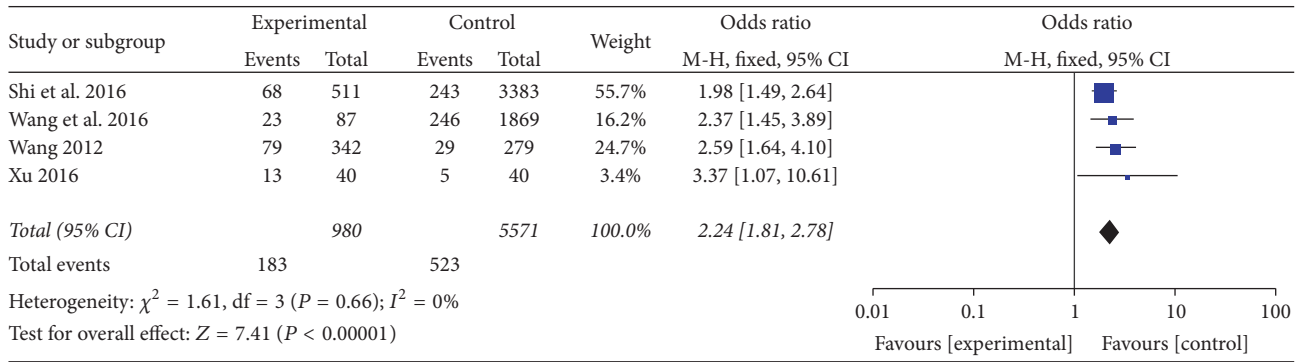 Study or subgroup Experimental Control Weight Odds ratio Odds ratio
Events Total Events Total M-H, fixed, 95% CI M-H, fixed, 95% CI
Shi et al. 2016 68 511 243 3383 55.7% 1.98 [1.49, 2.64]
Wang et al. 2016 23 87 246 1869 16.2% 2.37 [1.45, 3.89]
Wang 2012 79 342 29 279 24.7% 2.59 [1.64, 4.10]
Xu 2016 13 40 5 40 3.4% 3.37 [1.07, 10.61]
Total (95% CI) 980 5571 100.0% 2.24 [1.81, 2.78]
Total events 183 523
Heterogeneity: χ² = 1.61, df = 3 (P = 0.66); I² = 0%
Test for overall effect: Z = 7.41 (P < 0.00001)
0.01 0.1 1 10 100
Favours [experimental] Favours [control]